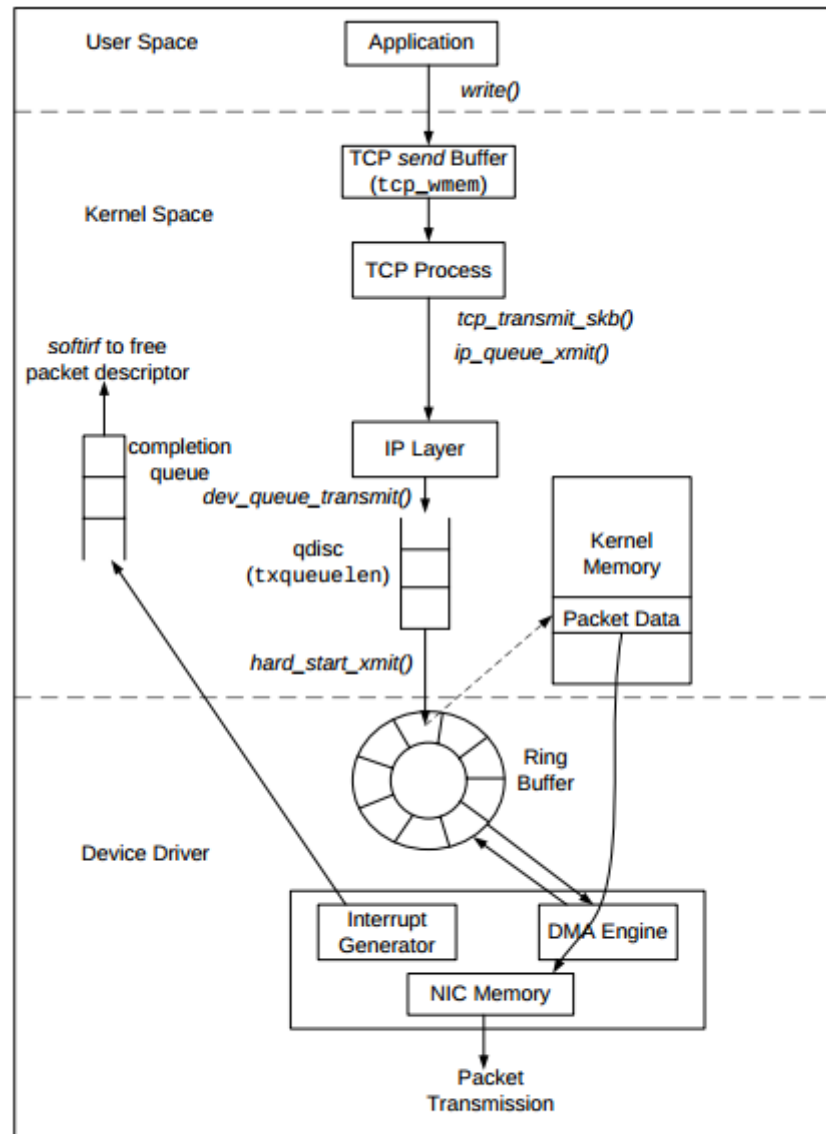 User Space
Application
write()
TCP send Buffer
(tcp_wmem)
Kernel Space
TCP Process
tcp_transmit_skb()
ip_queue_xmit()
softirf to free
packet descriptor
completion
queue
IP Layer
dev_queue_transmit()
qdisc
(txqueuelen)
Kernel
Memory
Packet Data
hard_start_xmit()
Ring
Buffer
Device Driver
Interrupt
Generator
DMA Engine
NIC Memory
Packet
Transmission